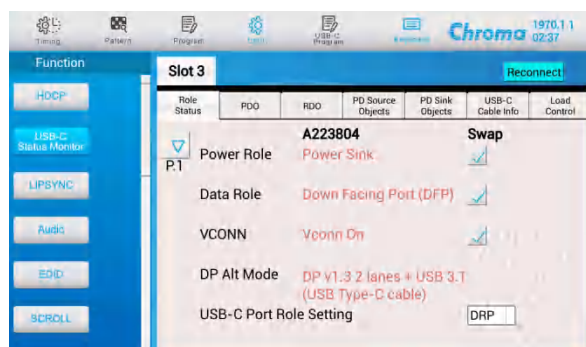 Timing
Pattern
Program
USB-C
Program
Chroma
1970.1 1
02:37
Function
Slot 3
Reconnect
HDCP
USB-C
Status Monitor
LIPSYNC
Audio
EDID
SCROLL
Role
Status
PDO
RDO
PD Source
Objects
PD Sink
Objects
USB-C
Cable Info
Load
Control
A223804
Swap
P.1
Power Role
Power Sink
Data Role
Down Facing Port (DFP)
VCONN
Vconn On
DP Alt Mode
DP v1.3 2 lanes + USB 3.1
(USB Type-C cable)
USB-C Port Role Setting
DRP